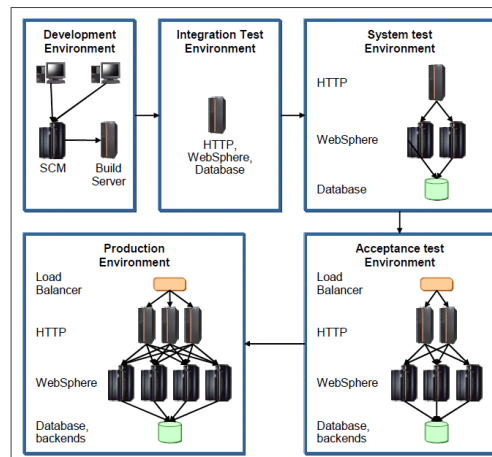 Development
Environment
SCM
Build
Server
Integration Test
Environment
HTTP,
WebSphere,
Database
System test
Environment
HTTP
WebSphere
Database
Production
Environment
Load
Balancer
HTTP
WebSphere
Database,
backends
Acceptance test
Environment
Load
Balancer
HTTP
WebSphere
Database,
backends